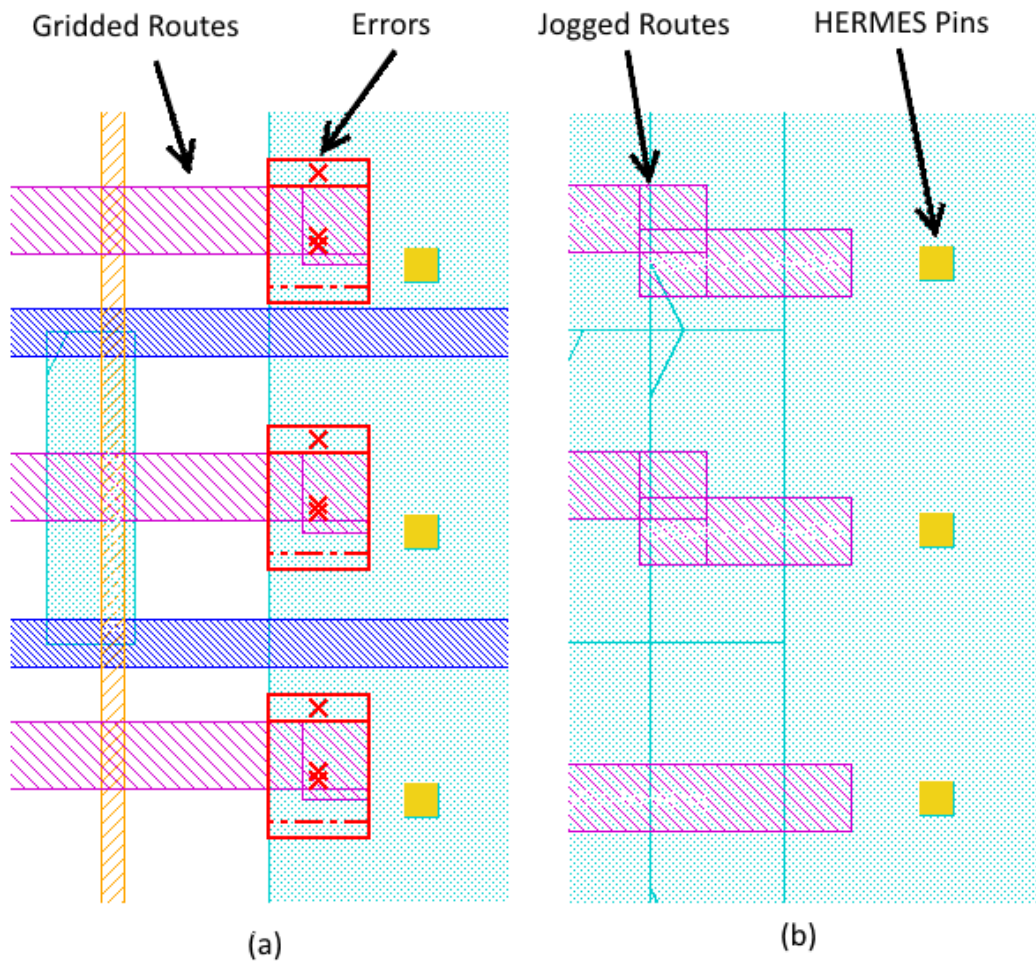 Gridded Routes
Errors
Jogged Routes
HERMES Pins
(a)
(b)